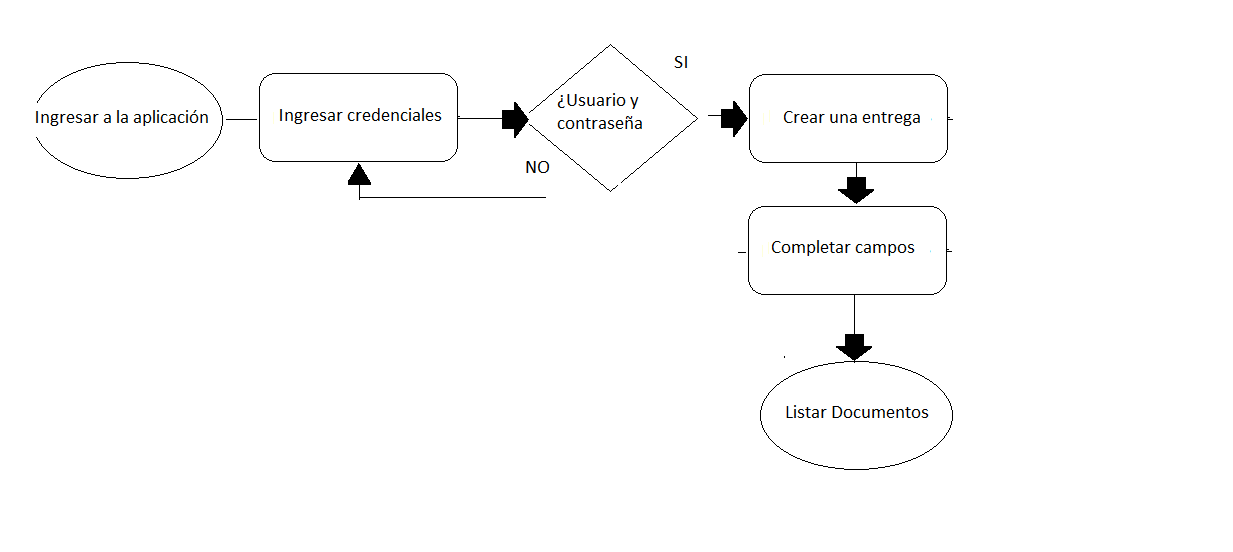 Ingresar a la aplicación
Ingresar credenciales
¿Usuario y
contraseña
SI
NO
Crear una entrega
Completar campos
Listar Documentos